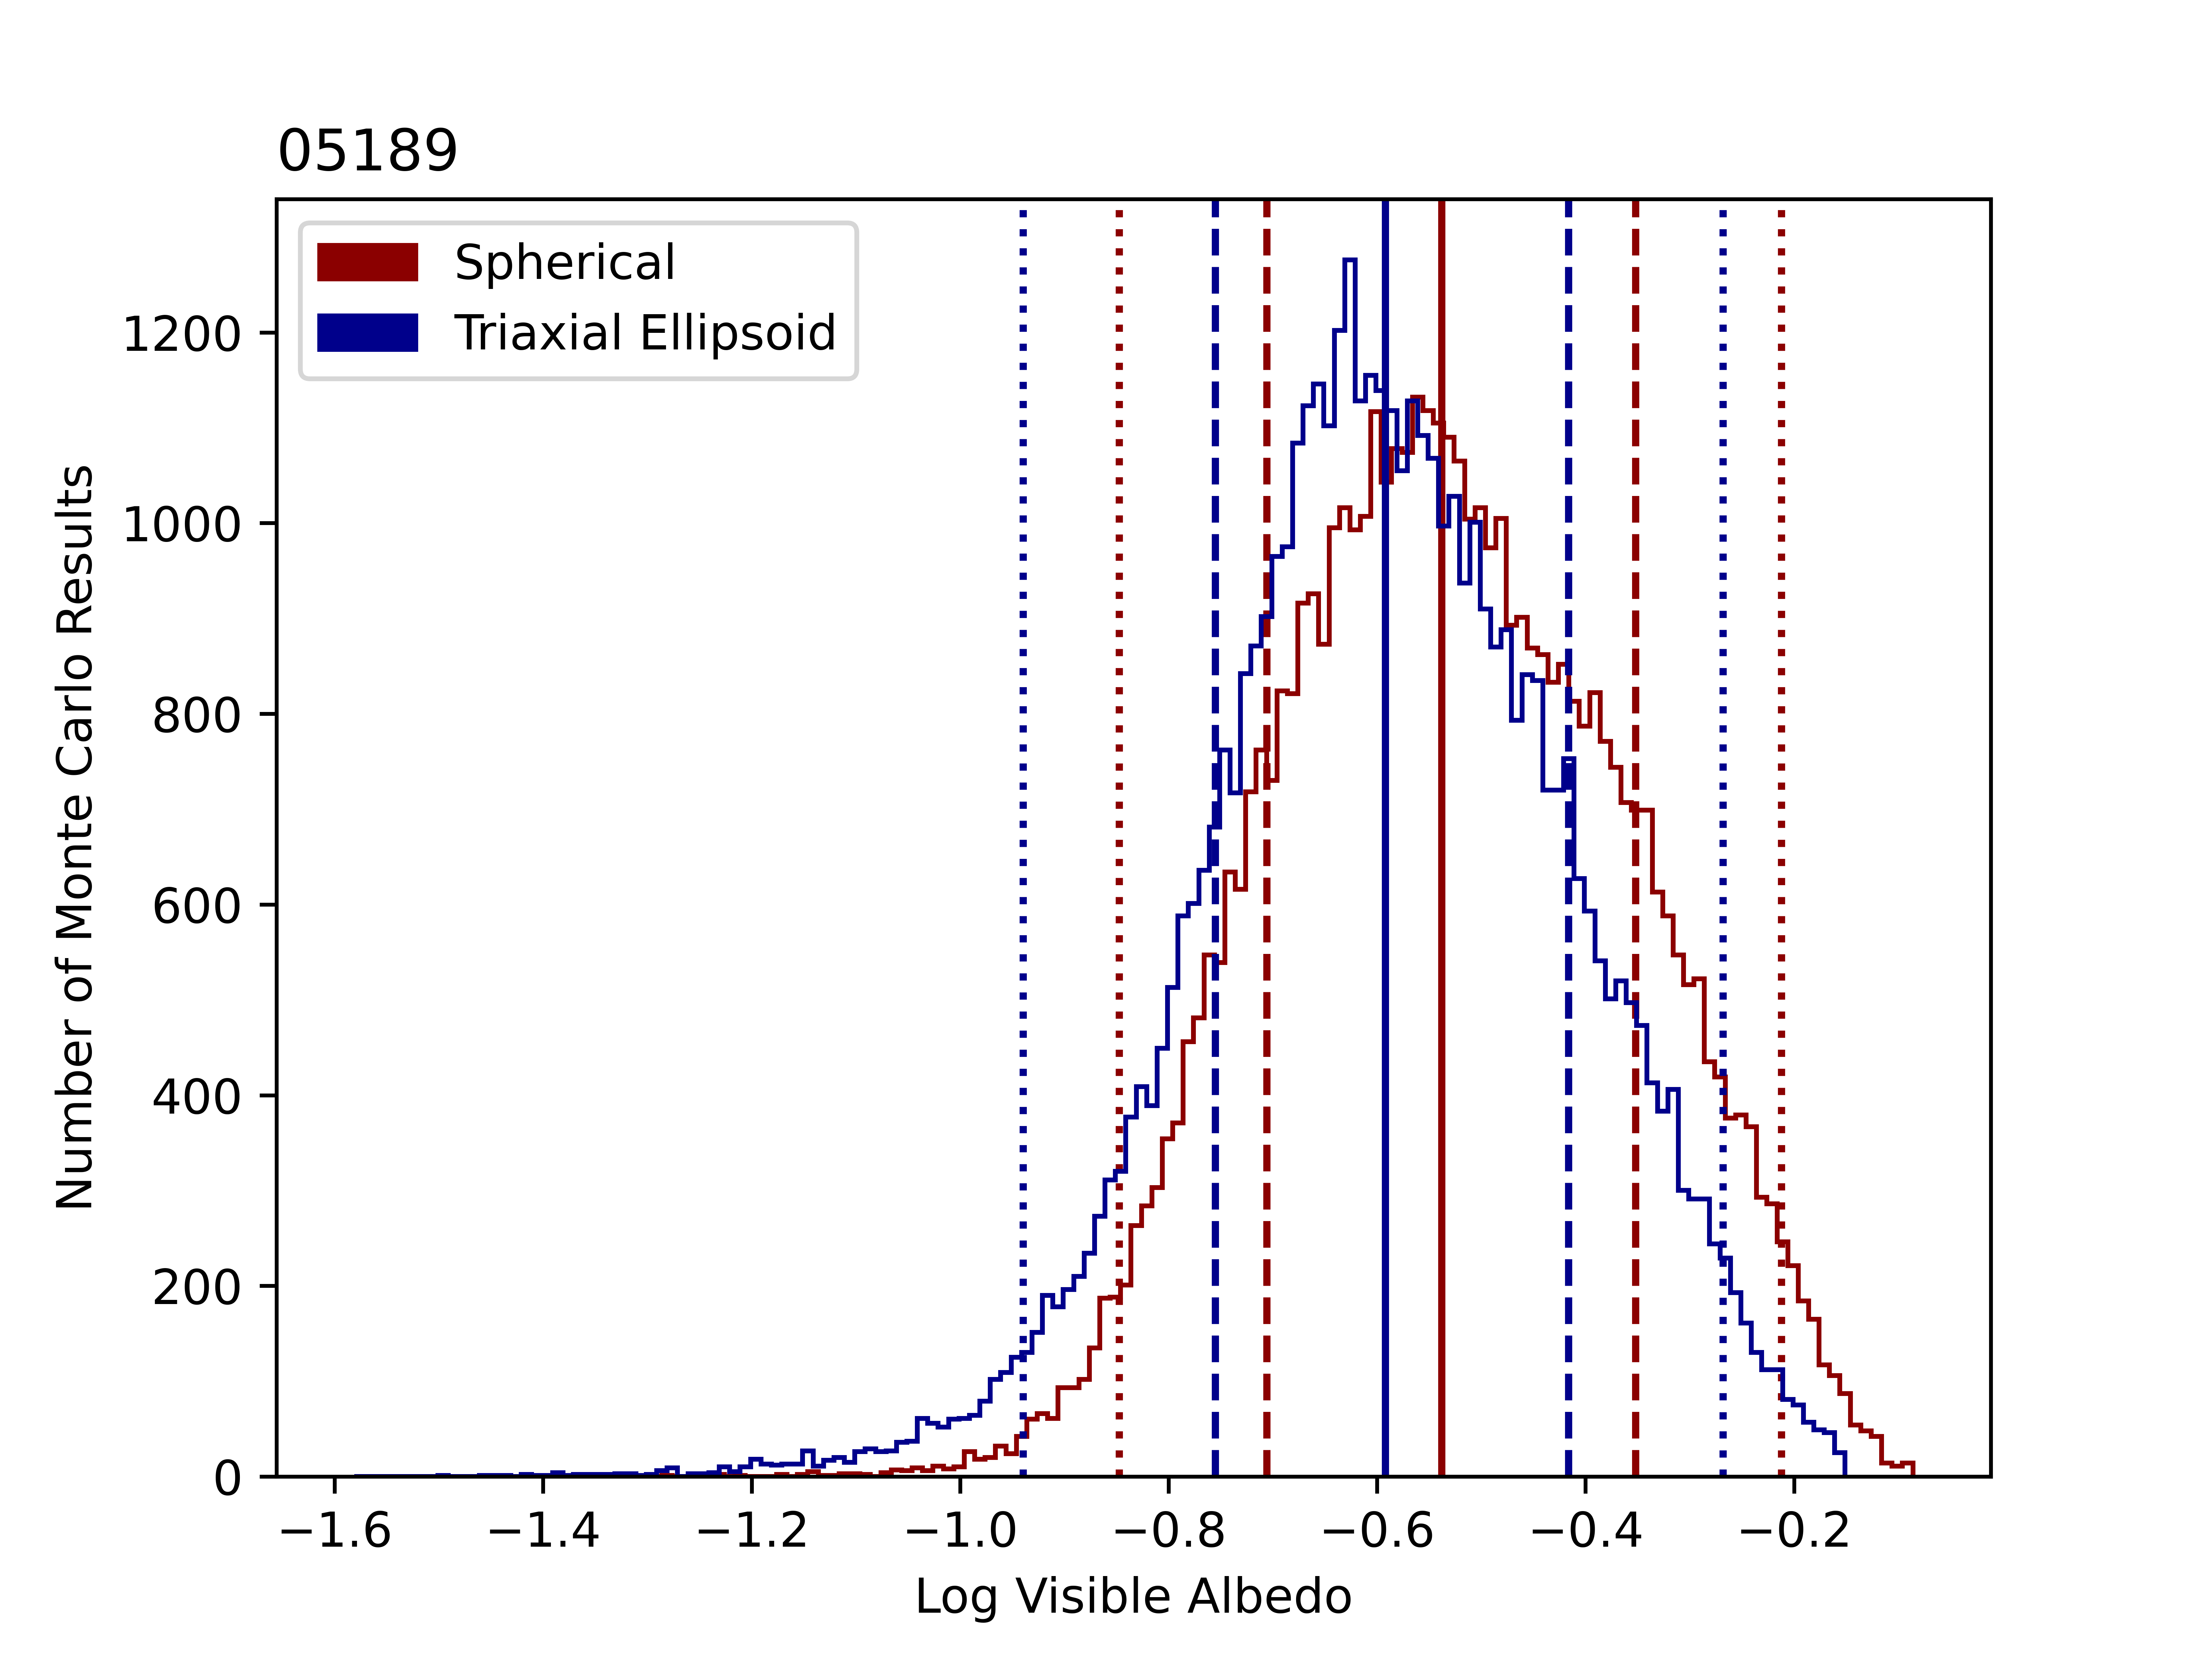 05189
Spherical
Triaxial Ellipsoid
1200
1000
800
600
400
200
0
Number of Monte Carlo Results
−1.6 −1.4 −1.2 −1.0 −0.8 −0.6 −0.4 −0.2
Log Visible Albedo